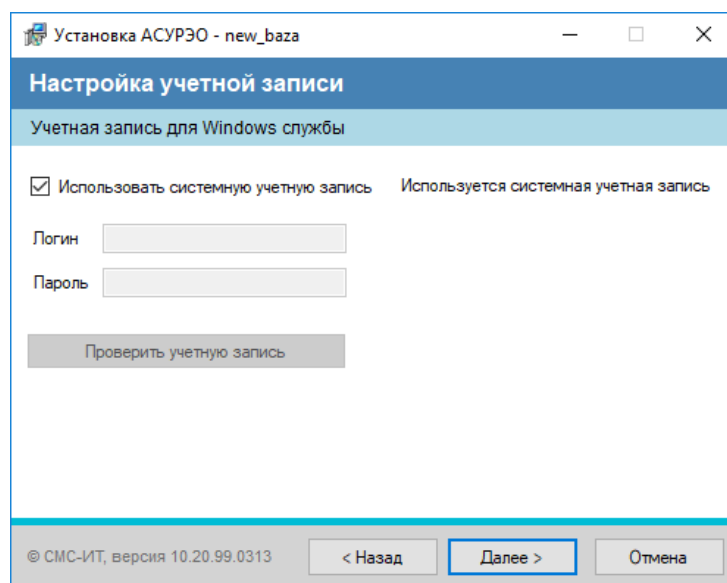 Установка АСУРЭО - new_baza
Настройка учетной записи
Учетная запись для Windows службы
Использовать системную учетную запись
Используется системная учетная запись
Логин
Пароль
Проверить учетную запись
© СМС-ИТ, версия 10.20.99.0313
< Назад
Далее >
Отмена